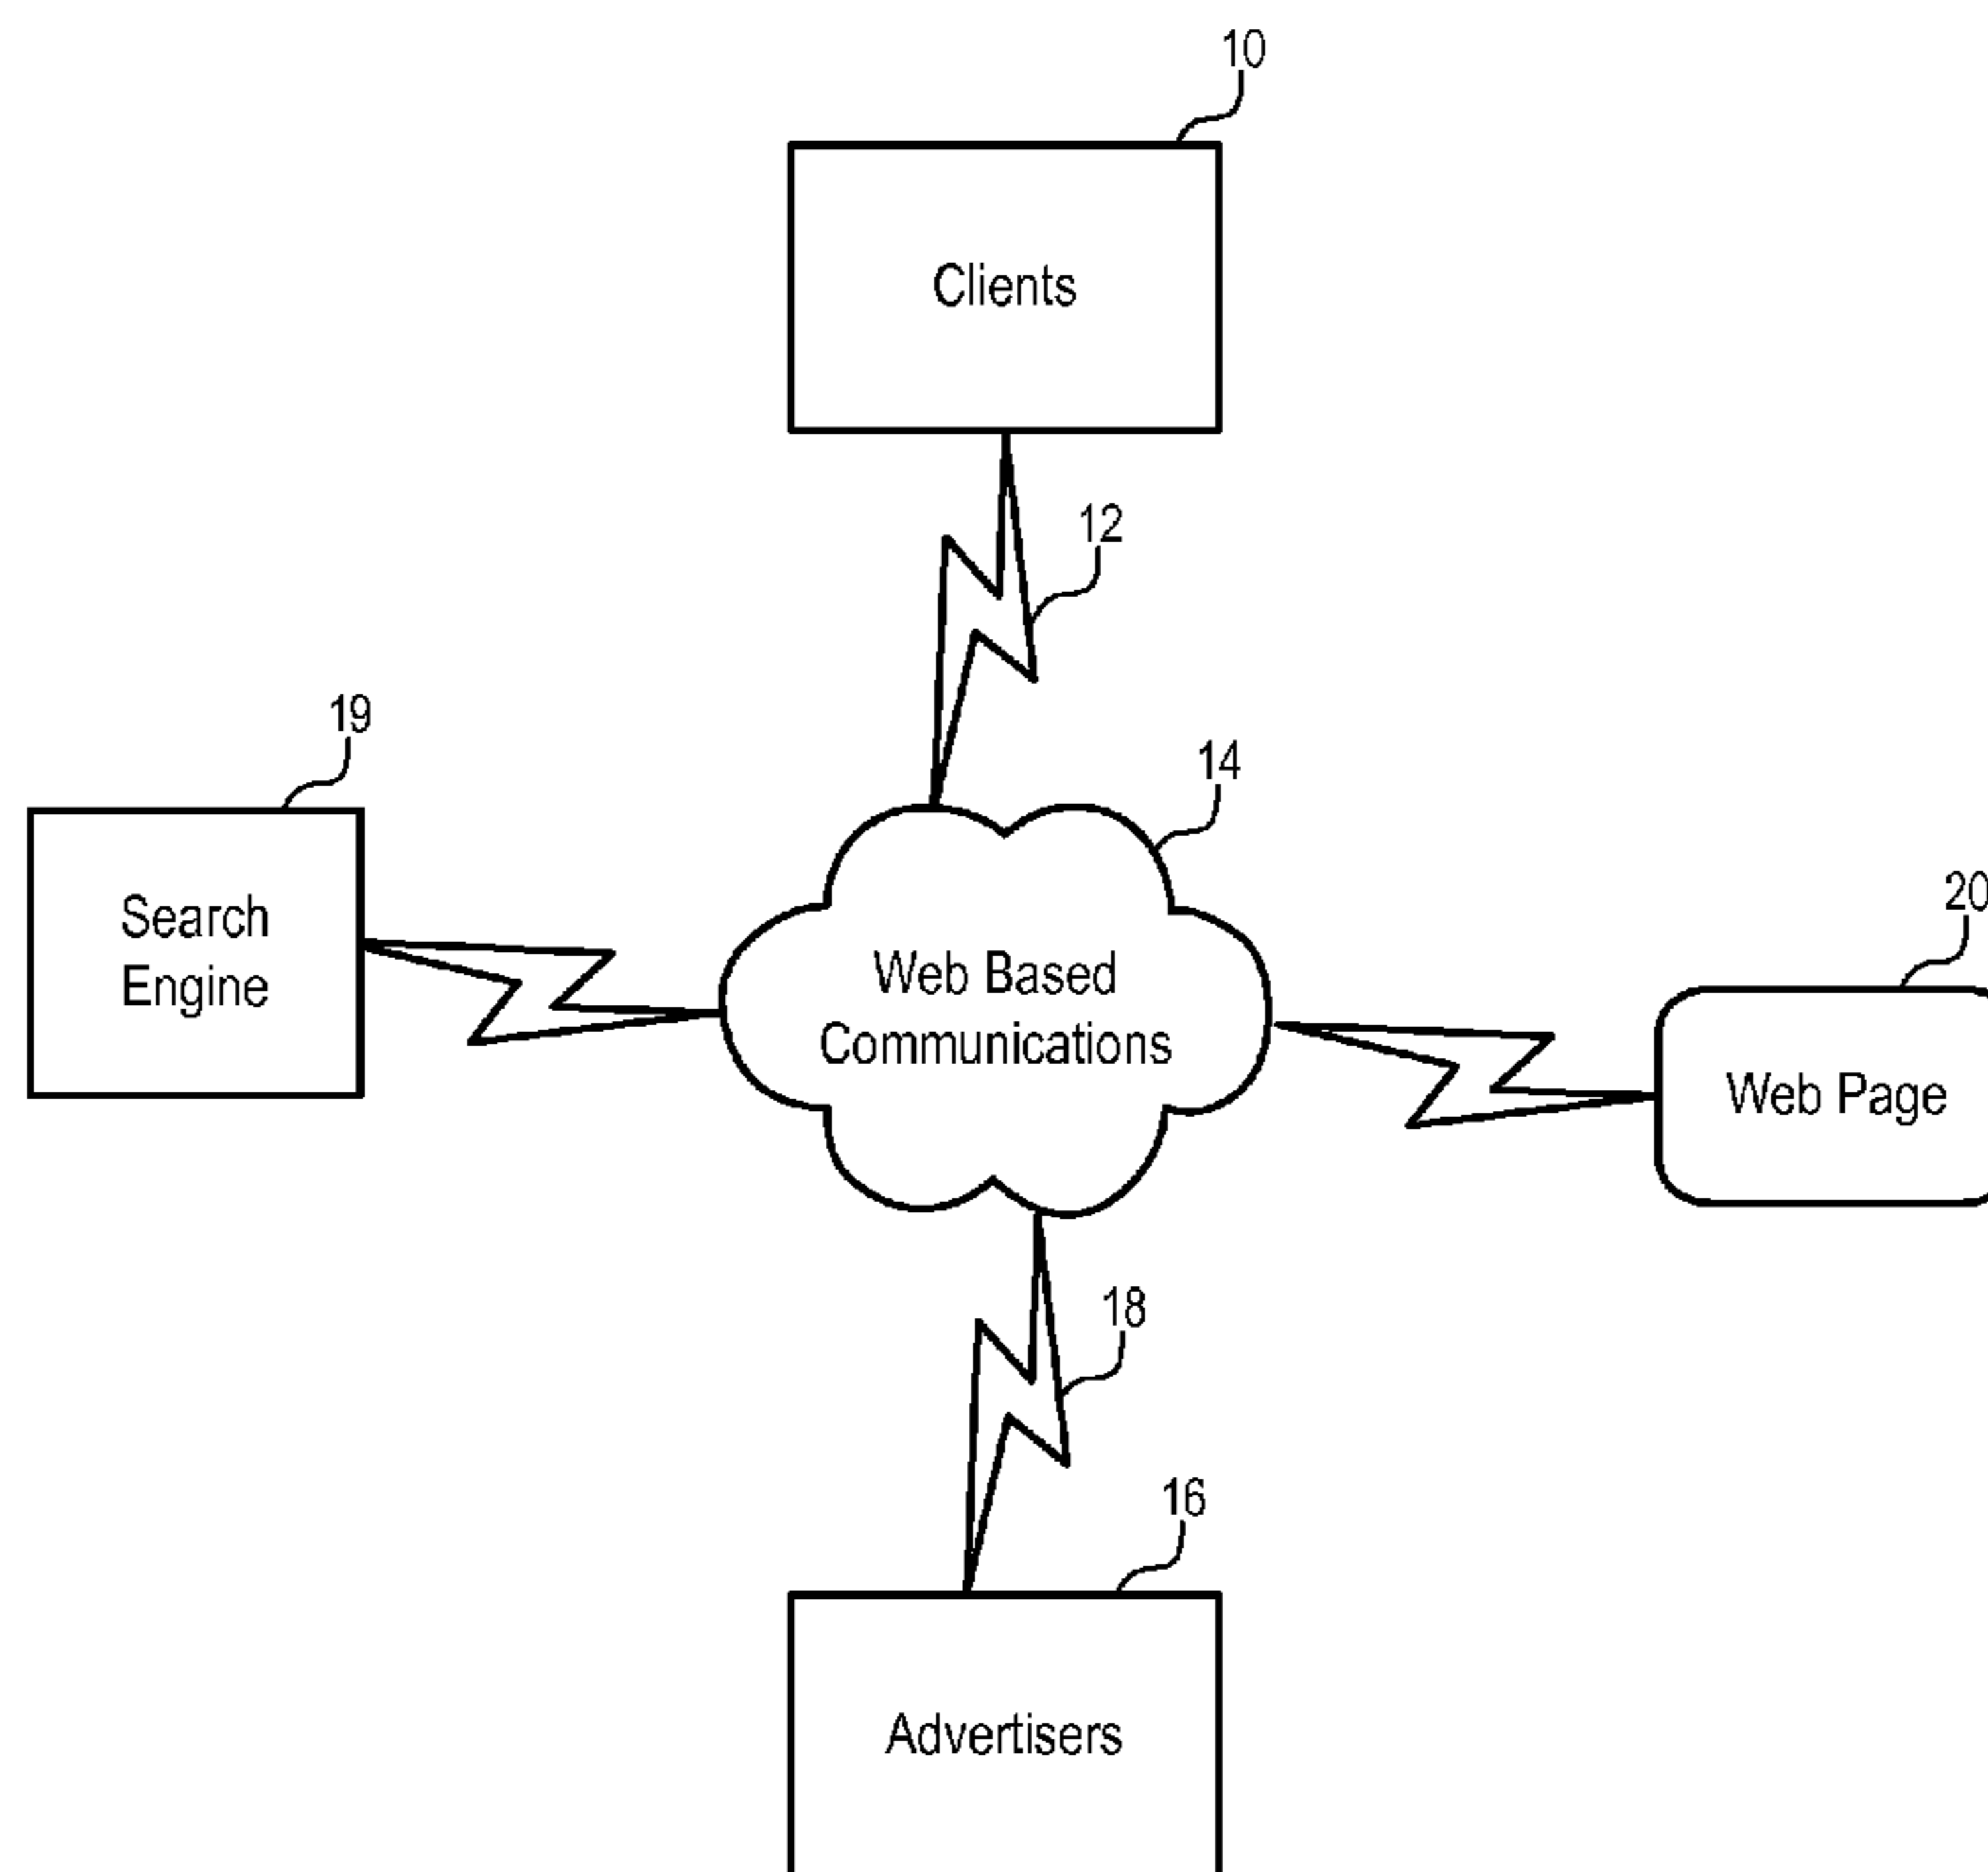 10
Clients
12
19
14
Search
Engine
Web Based
Communications
20
Web Page
18
16
Advertisers